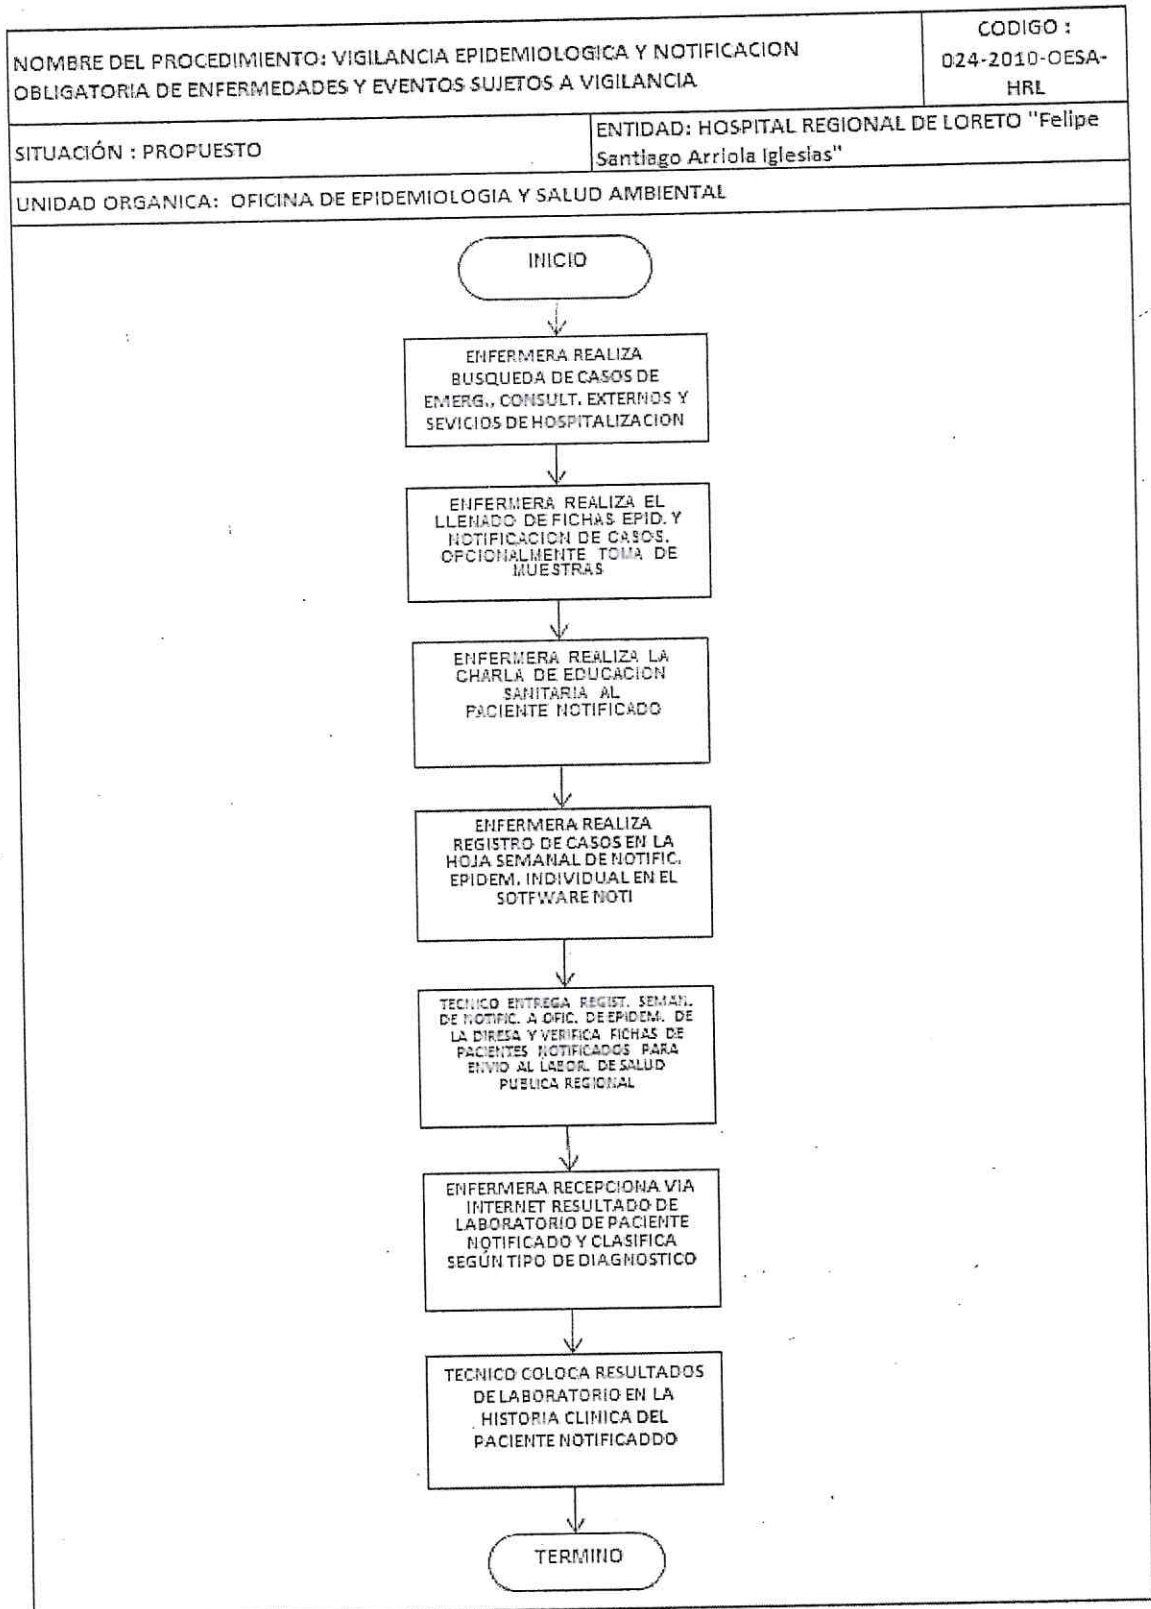 NOMBRE DEL PROCEDIMIENTO: VIGILANCIA EPIDEMIOLOGICA Y NOTIFICACION
OBLIGATORIA DE ENFERMEDADES Y EVENTOS SUJETOS A VIGILANCIA
CODIGO :
024-2010-OESA-
HRL
SITUACIÓN : PROPUESTO
ENTIDAD: HOSPITAL REGIONAL DE LORETO "Felipe
Santiago Arriola Iglesias"
UNIDAD ORGANICA: OFICINA DE EPIDEMIOLOGIA Y SALUD AMBIENTAL
INICIO
ENFERMERA REALIZA
BUSQUEDA DE CASOS DE
EMERG., CONSULT. EXTERNOS Y
SEVICIOS DE HOSPITALIZACION
ENFERMERA REALIZA EL
LLENADO DE FICHAS EPID. Y
NOTIFICACION DE CASOS.
OPCIONALMENTE TOMA DE
MUESTRAS
ENFERMERA REALIZA LA
CHARLA DE EDUCACION
SANITARIA AL
PACIENTE NOTIFICADO
ENFERMERA REALIZA
REGISTRO DE CASOS EN LA
HOJA SEMANAL DE NOTIFIC.
EPIDEM. INDIVIDUAL EN EL
SOTFWARE NOTI
TECNICO ENTREGA REGIST. SEMAN.
DE NOTIFIC. A OFIC. DE EPIDEM. DE
LA DIRESA Y VERIFICA FICHAS DE
PACIENTES NOTIFICADOS PARA
ENVIO AL LABOR. DE SALUD
PUBLICA REGIONAL
ENFERMERA RECEPCIONA VIA
INTERNET RESULTADO DE
LABORATORIO DE PACIENTE
NOTIFICADO Y CLASIFICA
SEGÚN TIPO DE DIAGNOSTICO
TECNICO COLOCA RESULTADOS
DE LABORATORIO EN LA
HISTORIA CLINICA DEL
PACIENTE NOTIFICADDO
TERMINO